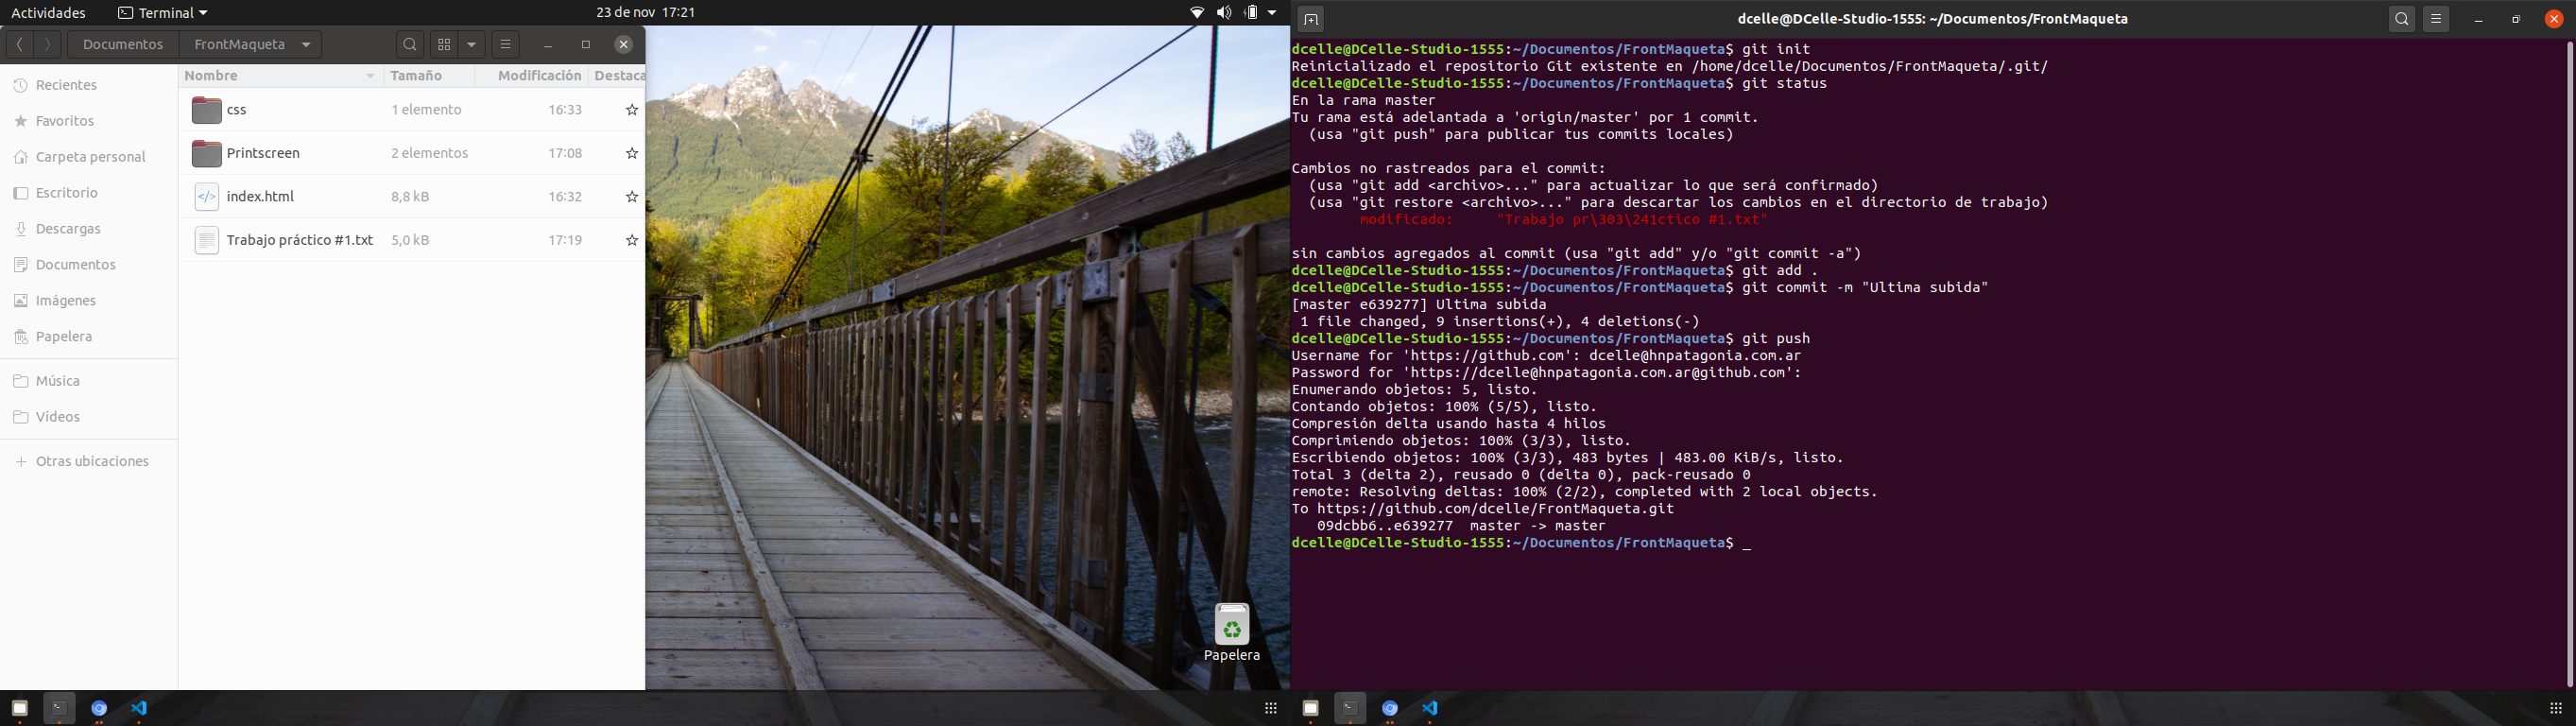 Actividades
Terminal
23 de nov 17:21
Documentos
FrontMaqueta
Recientes
Favoritos
Carpeta personal
Escritorio
Descargas
Documentos
Imágenes
Papelera
Música
Vídeos
Otras ubicaciones
Nombre Tamaño Modificación Destaca
css 1 elemento 16:33
Printscreen 2 elementos 17:08
index.html 8,8 kB 16:32
Trabajo práctico #1.txt 5,0 kB 17:19
Papelera
dcelle@DCelle-Studio-1555: ~/Documentos/FrontMaqueta
dcelle@DCelle-Studio-1555:~/Documentos/FrontMaqueta$ git init
Reinicializado el repositorio Git existente en /home/dcelle/Documentos/FrontMaqueta/.git/
dcelle@DCelle-Studio-1555:~/Documentos/FrontMaqueta$ git status
En la rama master
Tu rama está adelantada a 'origin/master' por 1 commit.
(usa "git push" para publicar tus commits locales)
Cambios no rastreados para el commit:
(usa "git add <archivo>..." para actualizar lo que será confirmado)
(usa "git restore <archivo>..." para descartar los cambios en el directorio de trabajo)
modificado: "Trabajo pr\303\241ctico #1.txt"
sin cambios agregados al commit (usa "git add" y/o "git commit -a")
dcelle@DCelle-Studio-1555:~/Documentos/FrontMaqueta$ git add .
dcelle@DCelle-Studio-1555:~/Documentos/FrontMaqueta$ git commit -m "Ultima subida"
[master e639277] Ultima subida
1 file changed, 9 insertions(+), 4 deletions(-)
dcelle@DCelle-Studio-1555:~/Documentos/FrontMaqueta$ git push
Username for 'https://github.com': dcelle@hnpatagonia.com.ar
Password for 'https://dcelle@hnpatagonia.com.ar@github.com':
Enumerando objetos: 5, listo.
Contando objetos: 100% (5/5), listo.
Compresión delta usando hasta 4 hilos
Comprimiendo objetos: 100% (3/3), listo.
Escribiendo objetos: 100% (3/3), 483 bytes | 483.00 KiB/s, listo.
Total 3 (delta 2), reusado 0 (delta 0), pack-reusado 0
remote: Resolving deltas: 100% (2/2), completed with 2 local objects.
To https://github.com/dcelle/FrontMaqueta.git
09dcbb6..e639277 master -> master
dcelle@DCelle-Studio-1555:~/Documentos/FrontMaqueta$ _